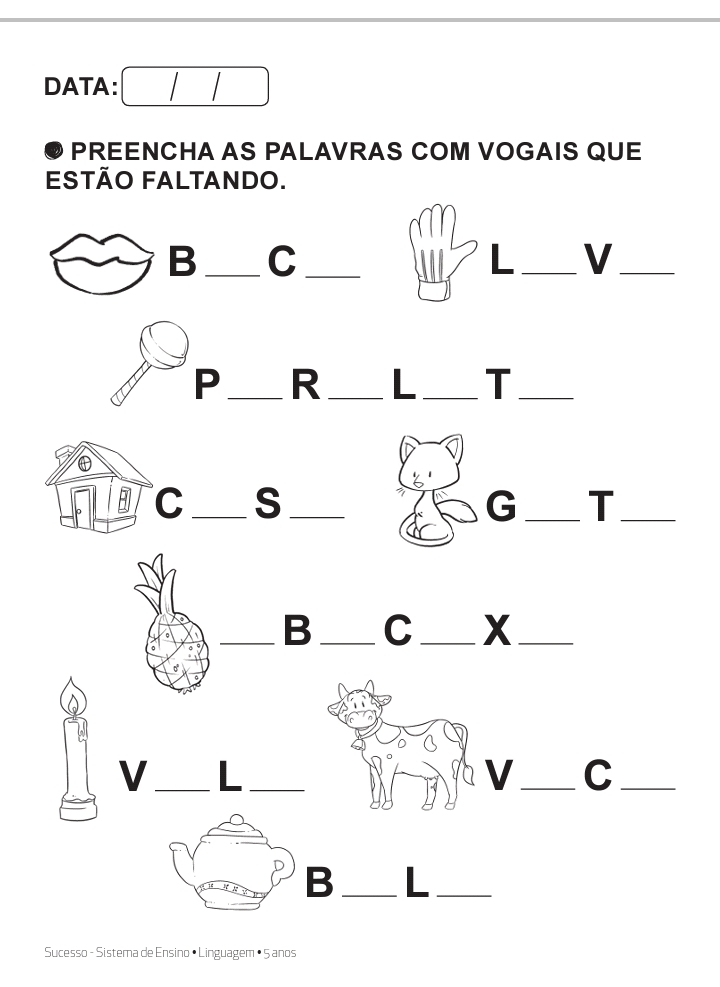 DATA: / /
● PREENCHA AS PALAVRAS COM VOGAIS QUE
ESTÃO FALTANDO.
B ___ C ___ L ___ V ___
P ___ R ___ L ___ T ___
C ___ S ___ G ___ T ___
___ B ___ C ___ X ___
V ___ L ___ V ___ C ___
B ___ L ___
Sucesso - Sistema de Ensino • Linguagem • 5 anos